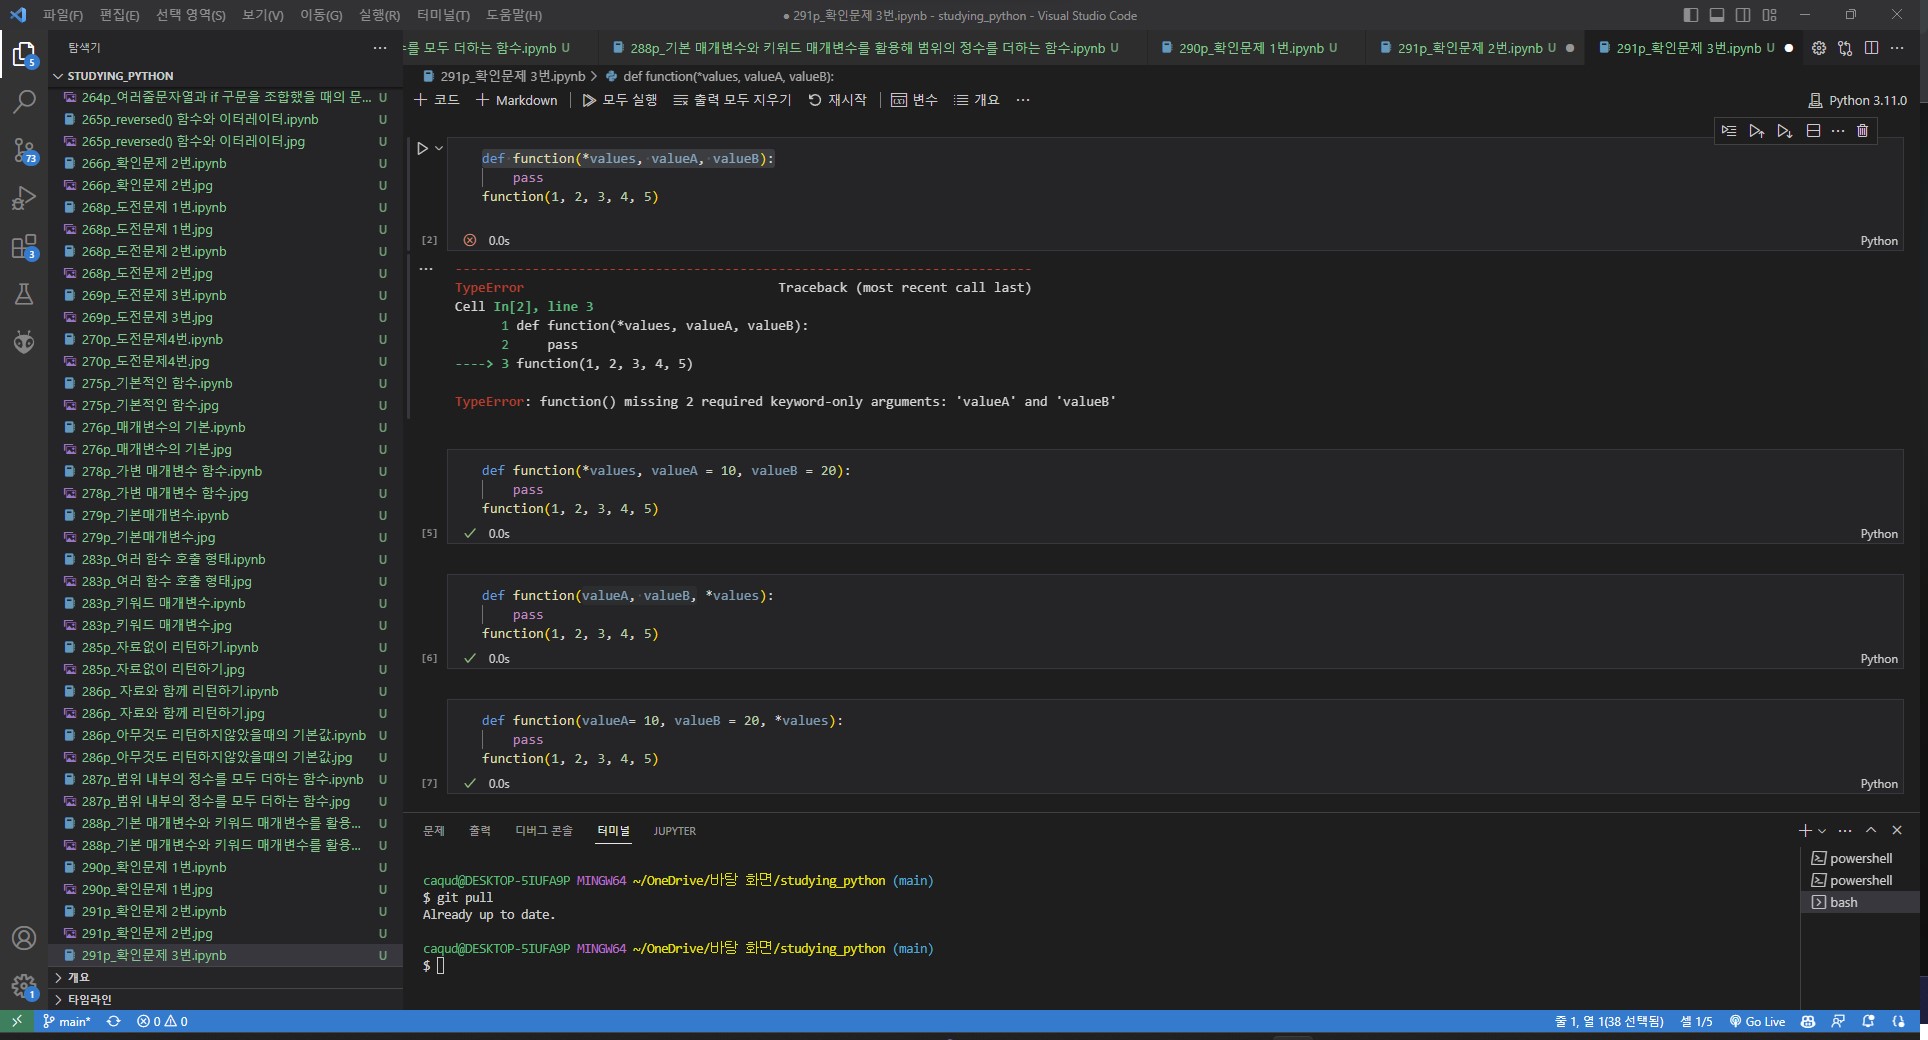 파일(F) 편집(E) 선택 영역(S) 보기(V) 이동(G) 실행(R) 터미널(T) 도움말(H)
● 291p_확인문제 3번.ipynb - studying_python - Visual Studio Code
탐색기 ···
를 모두 더하는 함수.ipynb U
288p_기본 매개변수와 키워드 매개변수를 활용해 범위의 정수를 더하는 함수.ipynb U
290p_확인문제 1번.ipynb U
291p_확인문제 2번.ipynb U ●
291p_확인문제 3번.ipynb U ●
STUDYING_PYTHON
264p_여러줄문자열과 if 구문을 조합했을 때의 문... U
265p_reversed() 함수와 이터레이터.ipynb U
265p_reversed() 함수와 이터레이터.jpg U
266p_확인문제 2번.ipynb U
266p_확인문제 2번.jpg U
268p_도전문제 1번.ipynb U
268p_도전문제 1번.jpg U
268p_도전문제 2번.ipynb U
268p_도전문제 2번.jpg U
269p_도전문제 3번.ipynb U
269p_도전문제 3번.jpg U
270p_도전문제4번.ipynb U
270p_도전문제4번.jpg U
275p_기본적인 함수.ipynb U
275p_기본적인 함수.jpg U
276p_매개변수의 기본.ipynb U
276p_매개변수의 기본.jpg U
278p_가변 매개변수 함수.ipynb U
278p_가변 매개변수 함수.jpg U
279p_기본매개변수.ipynb U
279p_기본매개변수.jpg U
283p_여러 함수 호출 형태.ipynb U
283p_여러 함수 호출 형태.jpg U
283p_키워드 매개변수.ipynb U
283p_키워드 매개변수.jpg U
285p_자료없이 리턴하기.ipynb U
285p_자료없이 리턴하기.jpg U
286p_ 자료와 함께 리턴하기.ipynb U
286p_ 자료와 함께 리턴하기.jpg U
286p_아무것도 리턴하지않았을때의 기본값.ipynb U
286p_아무것도 리턴하지않았을때의 기본값.jpg U
287p_범위 내부의 정수를 모두 더하는 함수.ipynb U
287p_범위 내부의 정수를 모두 더하는 함수.jpg U
288p_기본 매개변수와 키워드 매개변수를 활용... U
288p_기본 매개변수와 키워드 매개변수를 활용... U
290p_확인문제 1번.ipynb U
290p_확인문제 1번.jpg U
291p_확인문제 2번.ipynb U
291p_확인문제 2번.jpg U
291p_확인문제 3번.ipynb U
개요
타임라인
5
73
3
1
291p_확인문제 3번.ipynb > def function(*values, valueA, valueB):
+ 코드 + Markdown 모두 실행 출력 모두 지우기 재시작 변수 개요 ···
Python 3.11.0
def function(*values, valueA, valueB):
pass
function(1, 2, 3, 4, 5)
[2] 0.0s Python
---------------------------------------------------------------------------
TypeError Traceback (most recent call last)
Cell In[2], line 3
1 def function(*values, valueA, valueB):
2 pass
----> 3 function(1, 2, 3, 4, 5)
TypeError: function() missing 2 required keyword-only arguments: 'valueA' and 'valueB'
def function(*values, valueA = 10, valueB = 20):
pass
function(1, 2, 3, 4, 5)
[5] 0.0s Python
def function(valueA, valueB, *values):
pass
function(1, 2, 3, 4, 5)
[6] 0.0s Python
def function(valueA= 10, valueB = 20, *values):
pass
function(1, 2, 3, 4, 5)
[7] 0.0s Python
문제 출력 디버그 콘솔 터미널 JUPYTER
caqud@DESKTOP-5IUFA9P MINGW64 ~/OneDrive/바탕 화면/studying_python (main)
$ git pull
Already up to date.
caqud@DESKTOP-5IUFA9P MINGW64 ~/OneDrive/바탕 화면/studying_python (main)
$
powershell
powershell
bash
main* 0 0
줄 1, 열 1(38 선택됨) 셀 1/5 Go Live